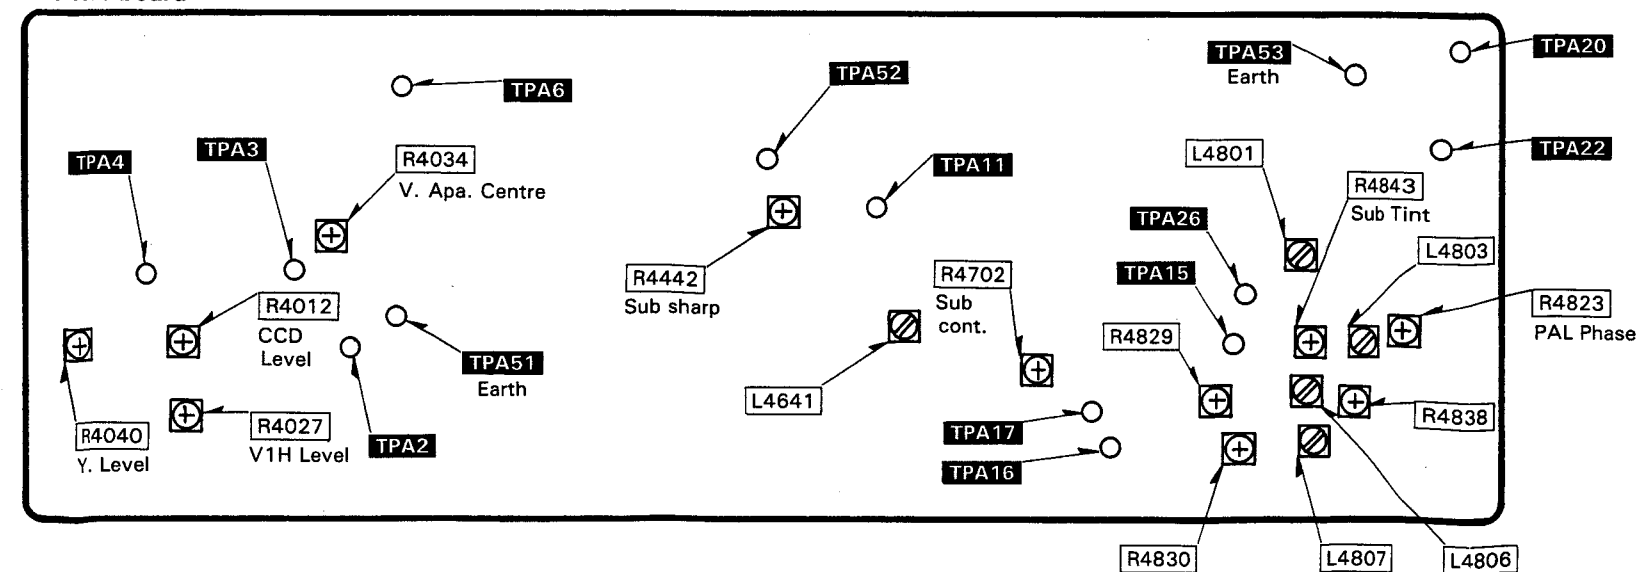 TPA53
Earth
TPA20
TPA6
TPA52
TPA4
TPA3
R4034
V. Apa. Centre
TPA11
L4801
TPA22
R4843
Sub Tint
TPA26
L4803
R4442
Sub sharp
R4702
Sub
cont.
TPA15
R4012
CCD
Level
R4823
PAL Phase
R4829
TPA51
Earth
L4641
R4838
R4040
Y. Level
R4027
V1H Level
TPA2
TPA17
TPA16
R4830
L4807
L4806